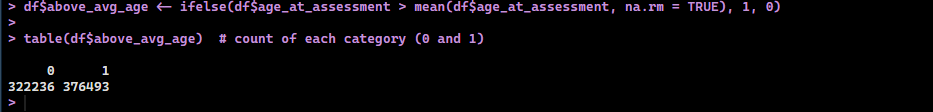 > df$above_avg_age <- ifelse(df$age_at_assessment > mean(df$age_at_assessment, na.rm = TRUE), 1, 0)
>
> table(df$above_avg_age)  # count of each category (0 and 1)
     0      1
322236 376493
>